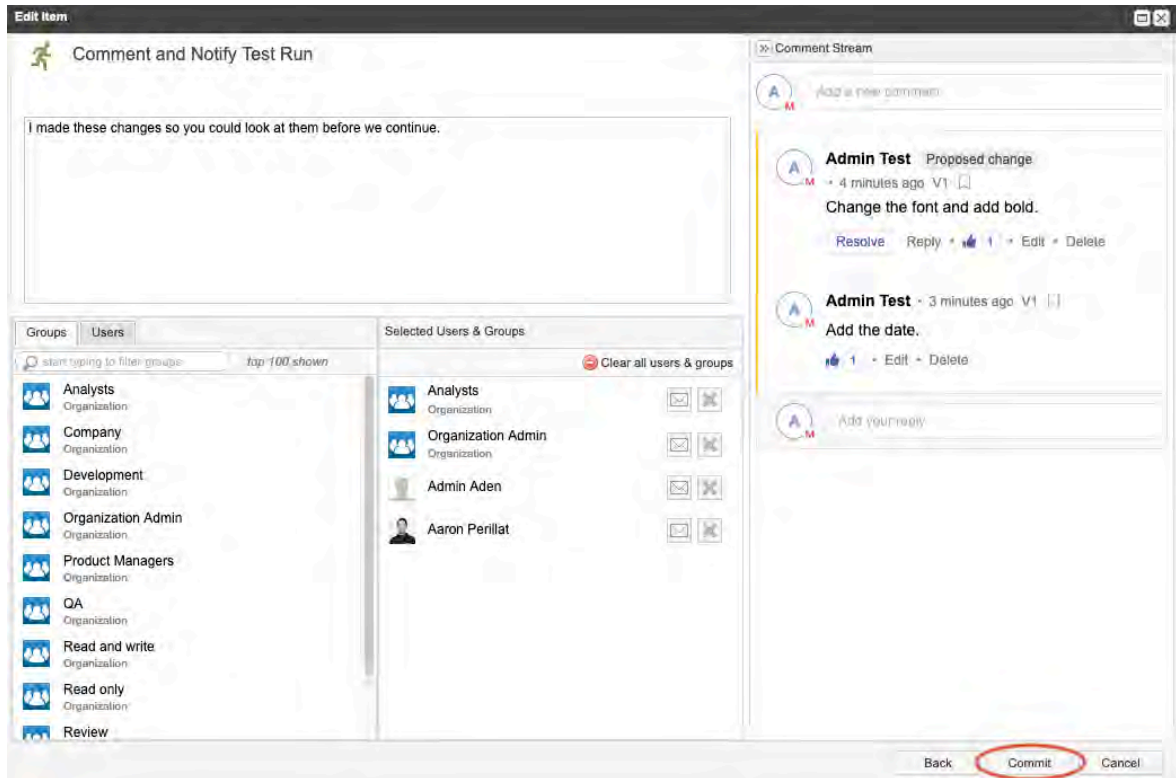 Edit Item
Comment and Notify Test Run
I made these changes so you could look at them before we continue.
Groups
Users
start typing to filter groups
top 100 shown
Analysts
Organization
Company
Organization
Development
Organization
Organization Admin
Organization
Product Managers
Organization
QA
Organization
Read and write
Organization
Read only
Organization
Review
Selected Users & Groups
Clear all users & groups
Analysts
Organization
Organization Admin
Organization
Admin Aden
Aaron Perillat
Comment Stream
A
M
Add a new comment
A
M
Admin Test Proposed change
• 4 minutes ago V1
Change the font and add bold.
Resolve Reply • 1 • Edit • Delete
A
M
Admin Test • 3 minutes ago V1
Add the date.
1 • Edit • Delete
A
M
Add your reply
Back
Commit
Cancel